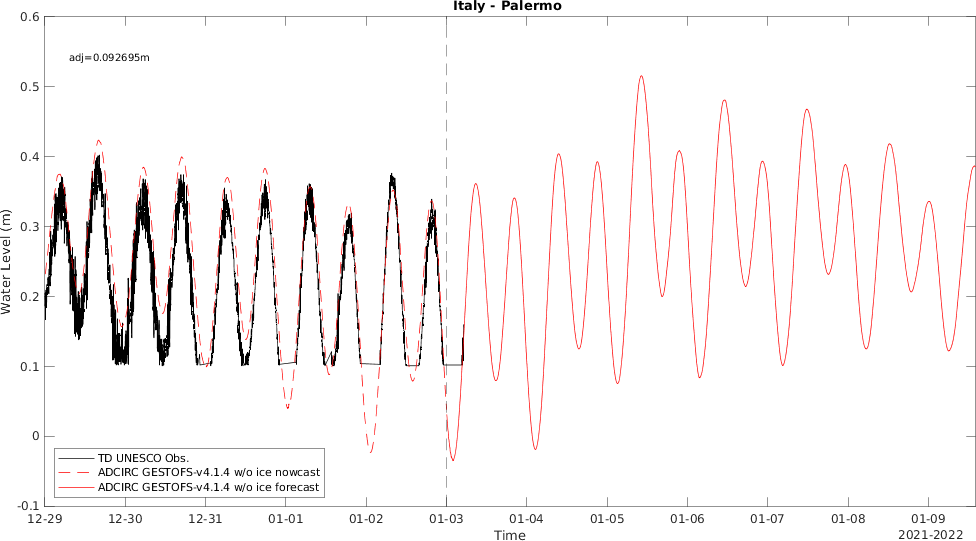 Italy - Palermo
0.6
adj=0.092695m
0.5
0.4
0.3
0.2
0.1
0
-0.1
Water Level (m)
TD UNESCO Obs.
ADCIRC GESTOFS-v4.1.4 w/o ice nowcast
ADCIRC GESTOFS-v4.1.4 w/o ice forecast
12-29 12-30 12-31 01-01 01-02 01-03 01-04 01-05 01-06 01-07 01-08 01-09
Time
2021-2022